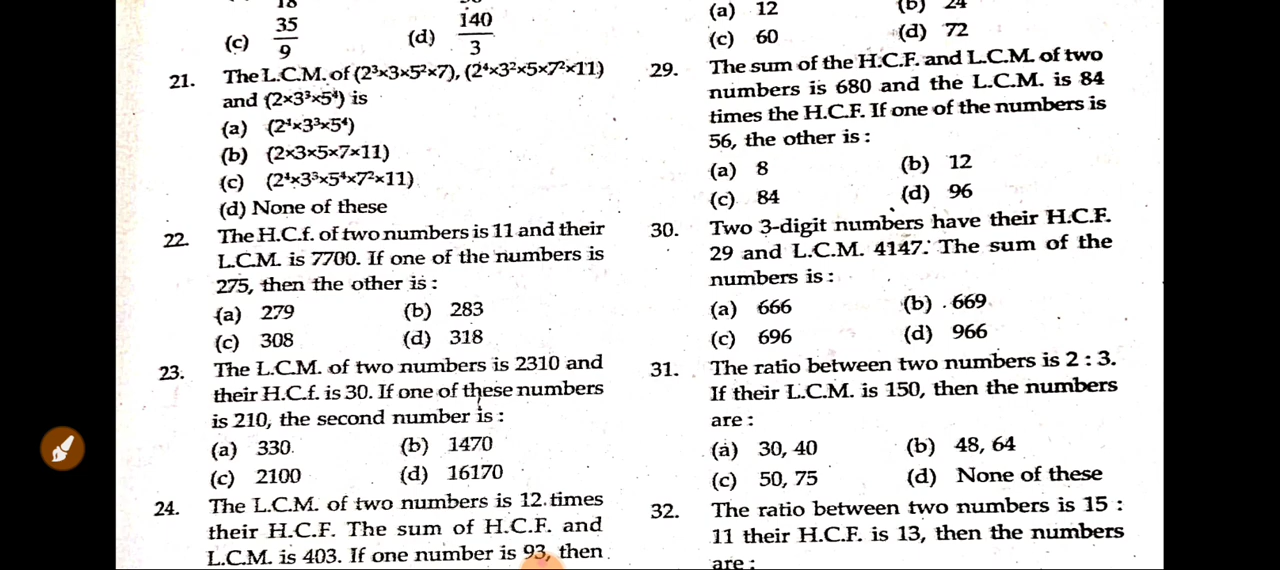 (c) 35/9 (d) 140/3
21. The L.C.M. of (2³×3×5²×7), (2⁴×3²×5×7²×11)
and (2×3³×5⁴) is
(a) (2⁴×3³×5⁴)
(b) (2×3×5×7×11)
(c) (2⁴×3³×5⁴×7²×11)
(d) None of these
22. The H.C.f. of two numbers is 11 and their
L.C.M. is 7700. If one of the numbers is
275, then the other is :
(a) 279 (b) 283
(c) 308 (d) 318
23. The L.C.M. of two numbers is 2310 and
their H.C.f. is 30. If one of these numbers
is 210, the second number is :
(a) 330 (b) 1470
(c) 2100 (d) 16170
24. The L.C.M. of two numbers is 12 times
their H.C.F. The sum of H.C.F. and
L.C.M. is 403. If one number is 93, then
(a) 12 (b) 24
(c) 60 (d) 72
29. The sum of the H.C.F. and L.C.M. of two
numbers is 680 and the L.C.M. is 84
times the H.C.F. If one of the numbers is
56, the other is :
(a) 8 (b) 12
(c) 84 (d) 96
30. Two 3-digit numbers have their H.C.F.
29 and L.C.M. 4147. The sum of the
numbers is :
(a) 666 (b) 669
(c) 696 (d) 966
31. The ratio between two numbers is 2 : 3.
If their L.C.M. is 150, then the numbers
are :
(a) 30, 40 (b) 48, 64
(c) 50, 75 (d) None of these
32. The ratio between two numbers is 15 :
11 their H.C.F. is 13, then the numbers
are :